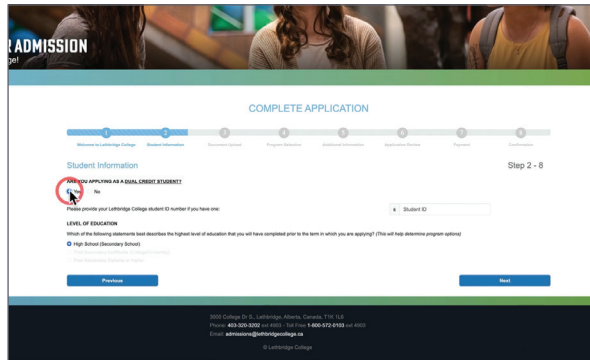 R ADMISSION
ge!
COMPLETE APPLICATION
1 2 3 4 5 6 7 8
Welcome to Lethbridge College Student Information Document Upload Program Selection Additional Information Application Review Payment Confirmation
Student Information
Step 2 - 8
ARE YOU APPLYING AS A DUAL CREDIT STUDENT?
Yes No
Please provide your Lethbridge College student ID number if you have one:
s Student ID
LEVEL OF EDUCATION
Which of the following statements best describes the highest level of education that you will have completed prior to the term in which you are applying? (This will help determine program options)
High School (Secondary School)
Previous
Next
3000 College Dr S., Lethbridge, Alberta, Canada. T1K 1L6
Phone: 403-320-3202 ext 4903 - Toll Free 1-800-572-0103 ext 4903
Email: admissions@lethbridgecollege.ca
© Lethbridge College